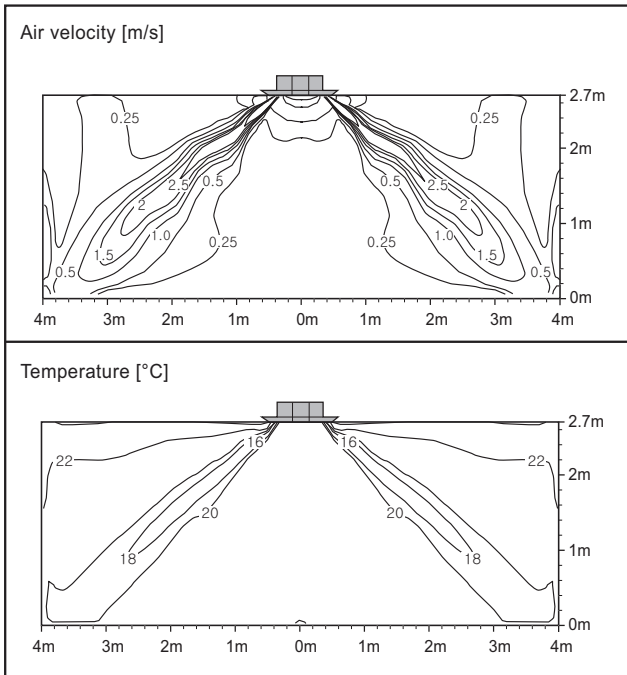 Air velocity [m/s]
2.7m
0.25 0.25
2m
2.5 0.5 0.5 2.5
2 2
1m
1.0 1.0
0.25 0.25
1.5 1.5
0.5 0.5
0m
4m 3m 2m 1m 0m 1m 2m 3m 4m
Temperature [°C]
2.7m
16 16
22 22
2m
20 20
1m
18 18
0m
4m 3m 2m 1m 0m 1m 2m 3m 4m